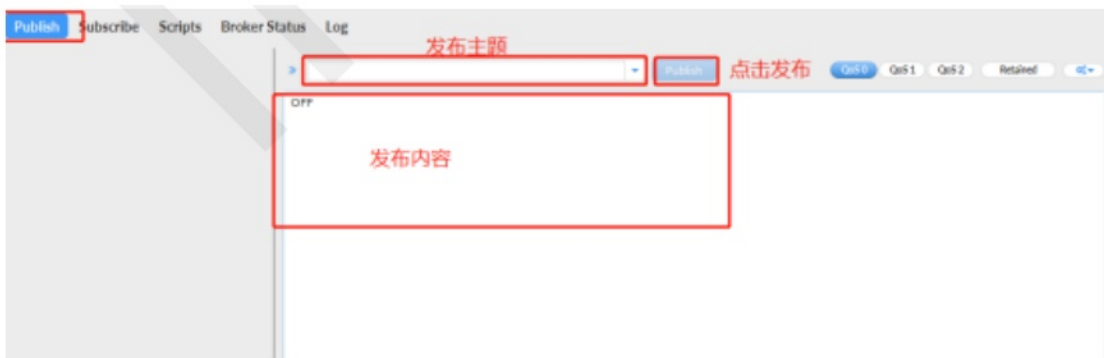 Publish Subscribe Scripts Broker Status Log
发布主题
Publish 点击发布 QoS 0 QoS 1 QoS 2 Retained
OFF
发布内容